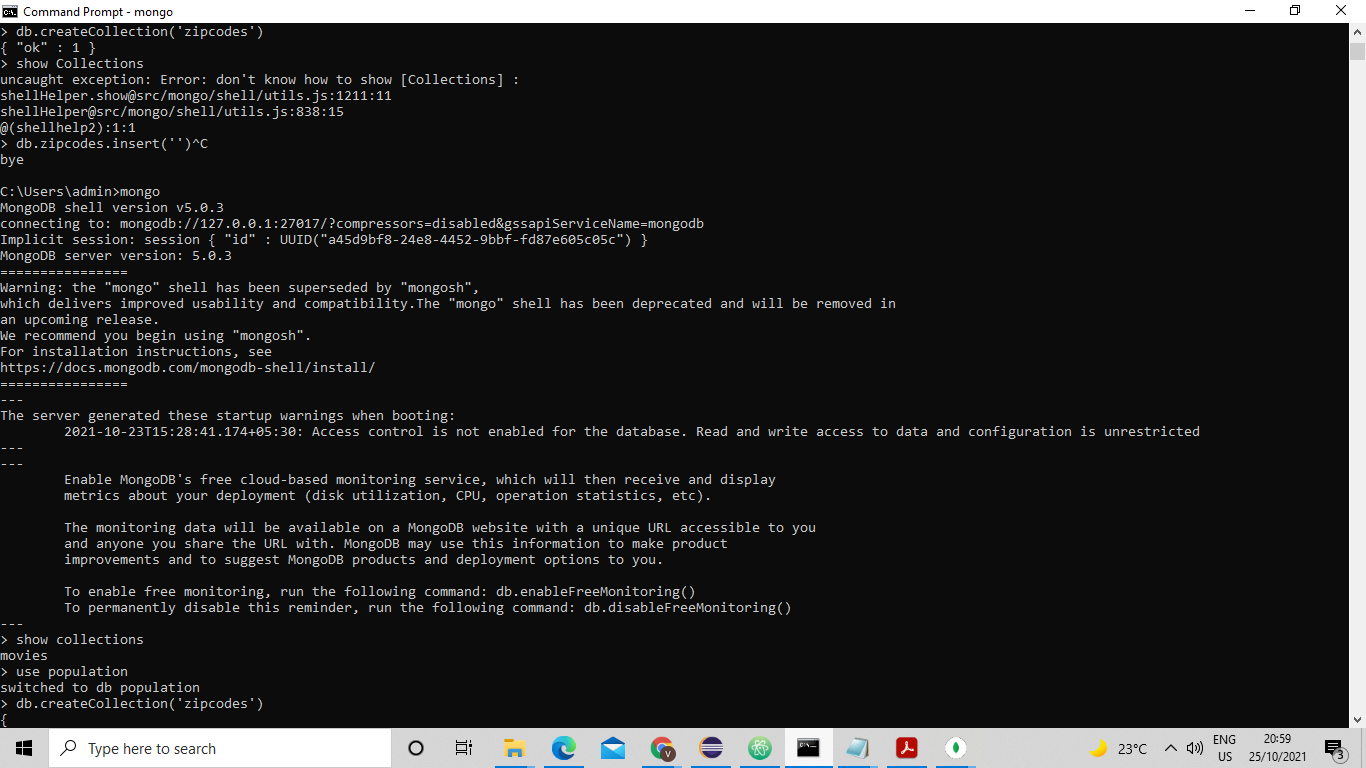 Command Prompt - mongo
> db.createCollection('zipcodes')
{ "ok" : 1 }
> show Collections
uncaught exception: Error: don't know how to show [Collections] :
shellHelper.show@src/mongo/shell/utils.js:1211:11
shellHelper@src/mongo/shell/utils.js:838:15
@(shellhelp2):1:1
> db.zipcodes.insert('')^C
bye
C:\Users\admin>mongo
MongoDB shell version v5.0.3
connecting to: mongodb://127.0.0.1:27017/?compressors=disabled&gssapiServiceName=mongodb
Implicit session: session { "id" : UUID("a45d9bf8-24e8-4452-9bbf-fd87e605c05c") }
MongoDB server version: 5.0.3
================
Warning: the "mongo" shell has been superseded by "mongosh",
which delivers improved usability and compatibility.The "mongo" shell has been deprecated and will be removed in
an upcoming release.
We recommend you begin using "mongosh".
For installation instructions, see
https://docs.mongodb.com/mongodb-shell/install/
================
---
The server generated these startup warnings when booting:
2021-10-23T15:28:41.174+05:30: Access control is not enabled for the database. Read and write access to data and configuration is unrestricted
---
---
Enable MongoDB's free cloud-based monitoring service, which will then receive and display
metrics about your deployment (disk utilization, CPU, operation statistics, etc).
The monitoring data will be available on a MongoDB website with a unique URL accessible to you
and anyone you share the URL with. MongoDB may use this information to make product
improvements and to suggest MongoDB products and deployment options to you.
To enable free monitoring, run the following command: db.enableFreeMonitoring()
To permanently disable this reminder, run the following command: db.disableFreeMonitoring()
---
> show collections
movies
> use population
switched to db population
> db.createCollection('zipcodes')
{
Type here to search
23°C
ENG
US
20:59
25/10/2021
3